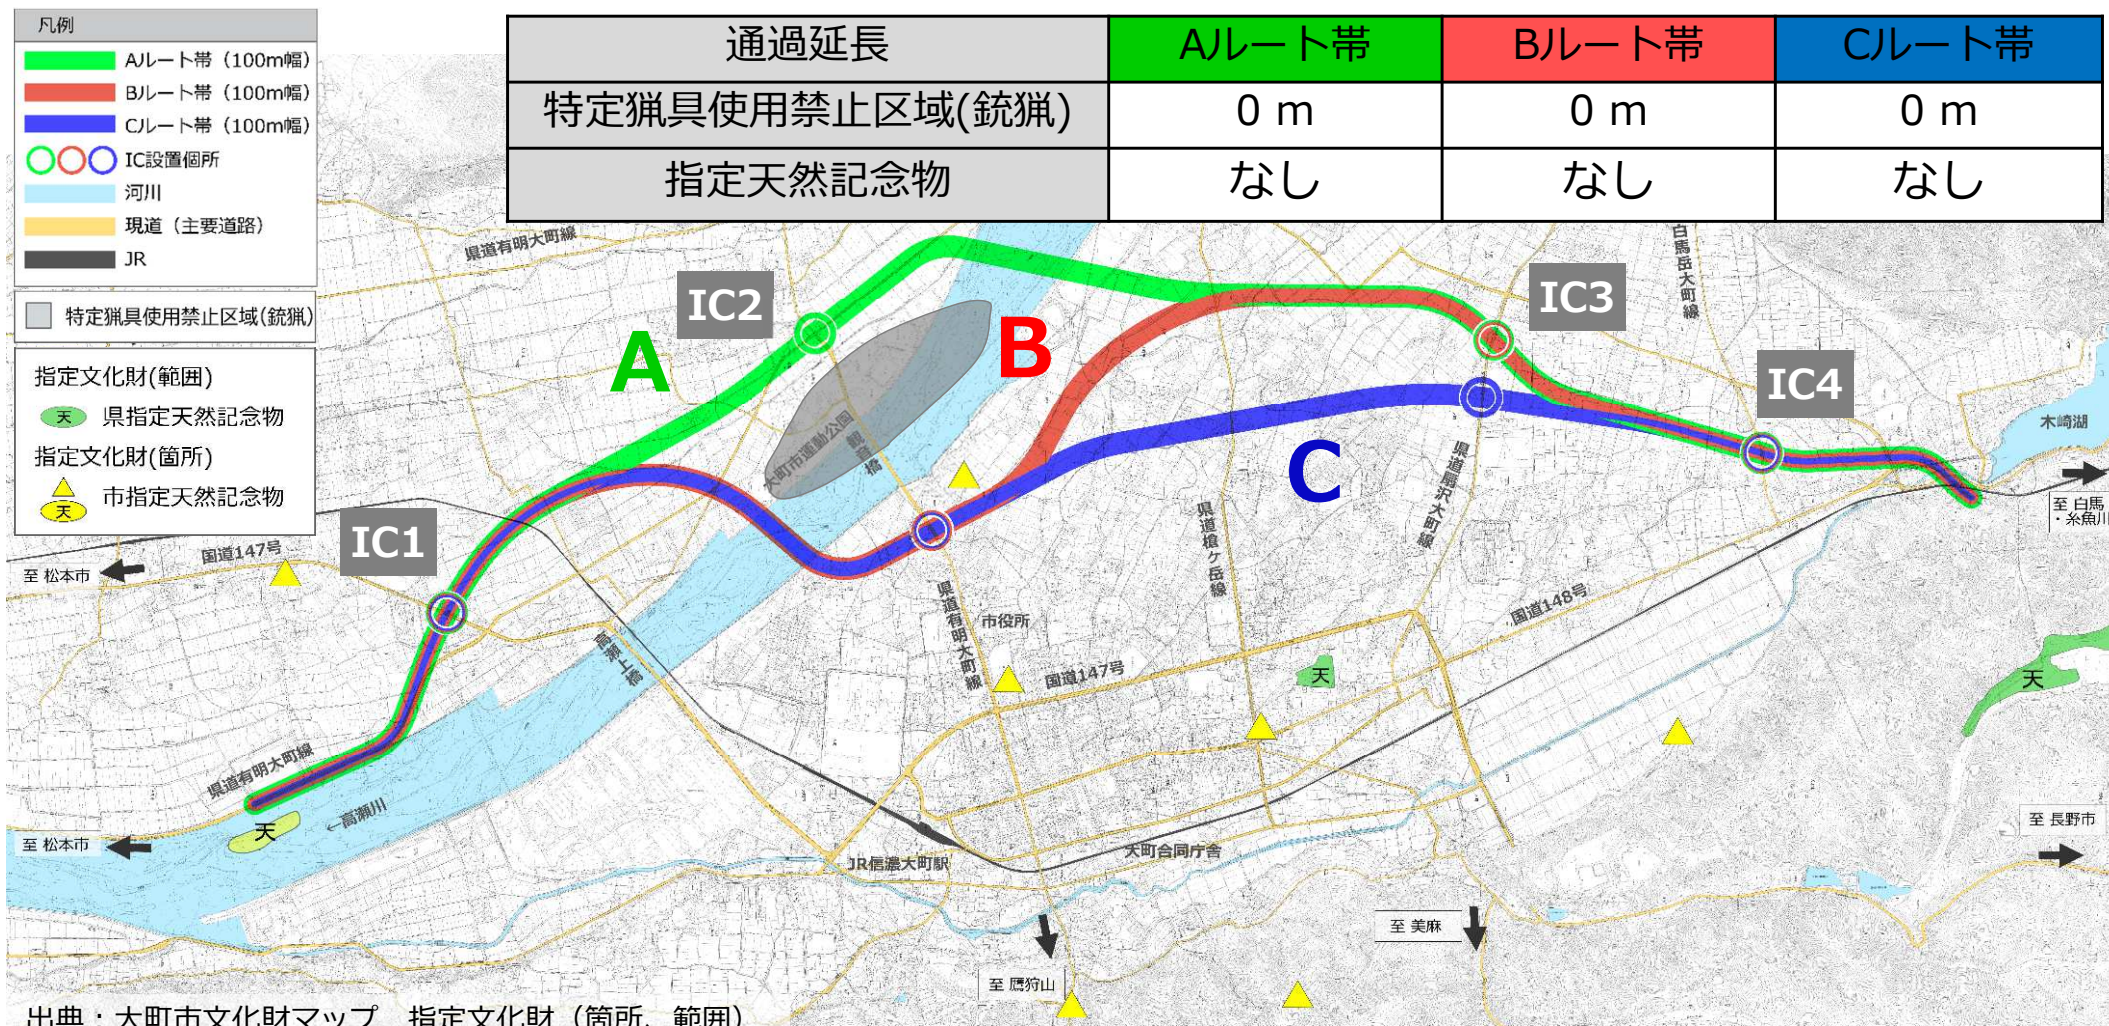 凡例
Aルート帯（100m幅）
Bルート帯（100m幅）
Cルート帯（100m幅）
IC設置個所
河川
現道（主要道路）
JR
特定猟具使用禁止区域(銃猟)
指定文化財(範囲)
天 県指定天然記念物
指定文化財(箇所)
天 市指定天然記念物
通過延長 Aルート帯 Bルート帯 Cルート帯
特定猟具使用禁止区域(銃猟) 0 m 0 m 0 m
指定天然記念物 なし なし なし
県道有明大町線
白馬岳大町線
IC2
IC3
A
B
IC4
大町市運動公園
観音橋
木崎湖
C
県道扇沢大町線
至 白馬
・糸魚川
IC1
国道147号
至 松本市
県道槍ヶ岳線
県道有明大町線
市役所
国道148号
高瀬上橋
国道147号
天
天
県道有明大町線
←高瀬川
天
至 松本市
至 長野市
JR信濃大町駅
大町合同庁舎
至 美麻
至 鷹狩山
出典：大町市文化財マップ 指定文化財（箇所、範囲）